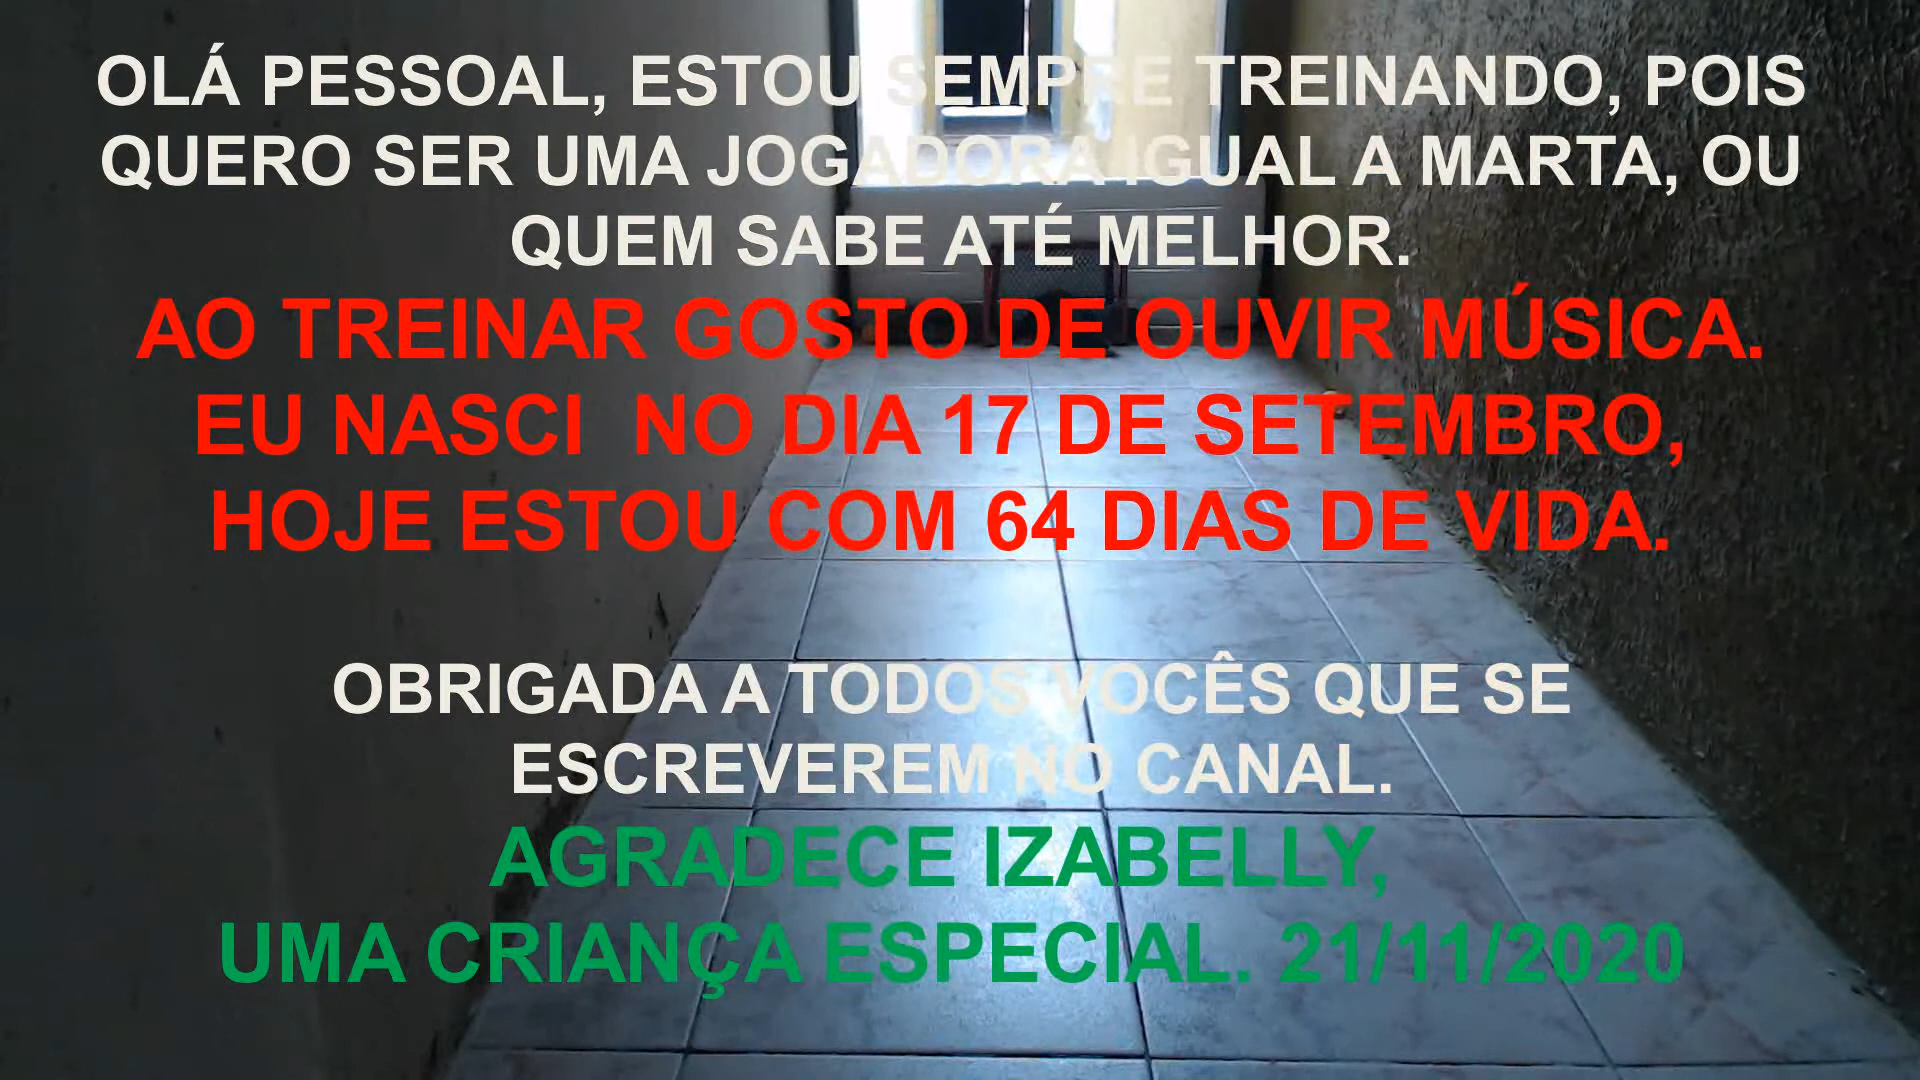 OLÁ PESSOAL, ESTOU SEMPRE TREINANDO, POIS
QUERO SER UMA JOGADORA IGUAL A MARTA, OU
QUEM SABE ATÉ MELHOR.
AO TREINAR GOSTO DE OUVIR MÚSICA.
EU NASCI  NO DIA 17 DE SETEMBRO,
HOJE ESTOU COM 64 DIAS DE VIDA.
OBRIGADA A TODOS VOCÊS QUE SE
ESCREVEREM NO CANAL.
AGRADECE IZABELLY,
UMA CRIANÇA ESPECIAL. 21/11/2020